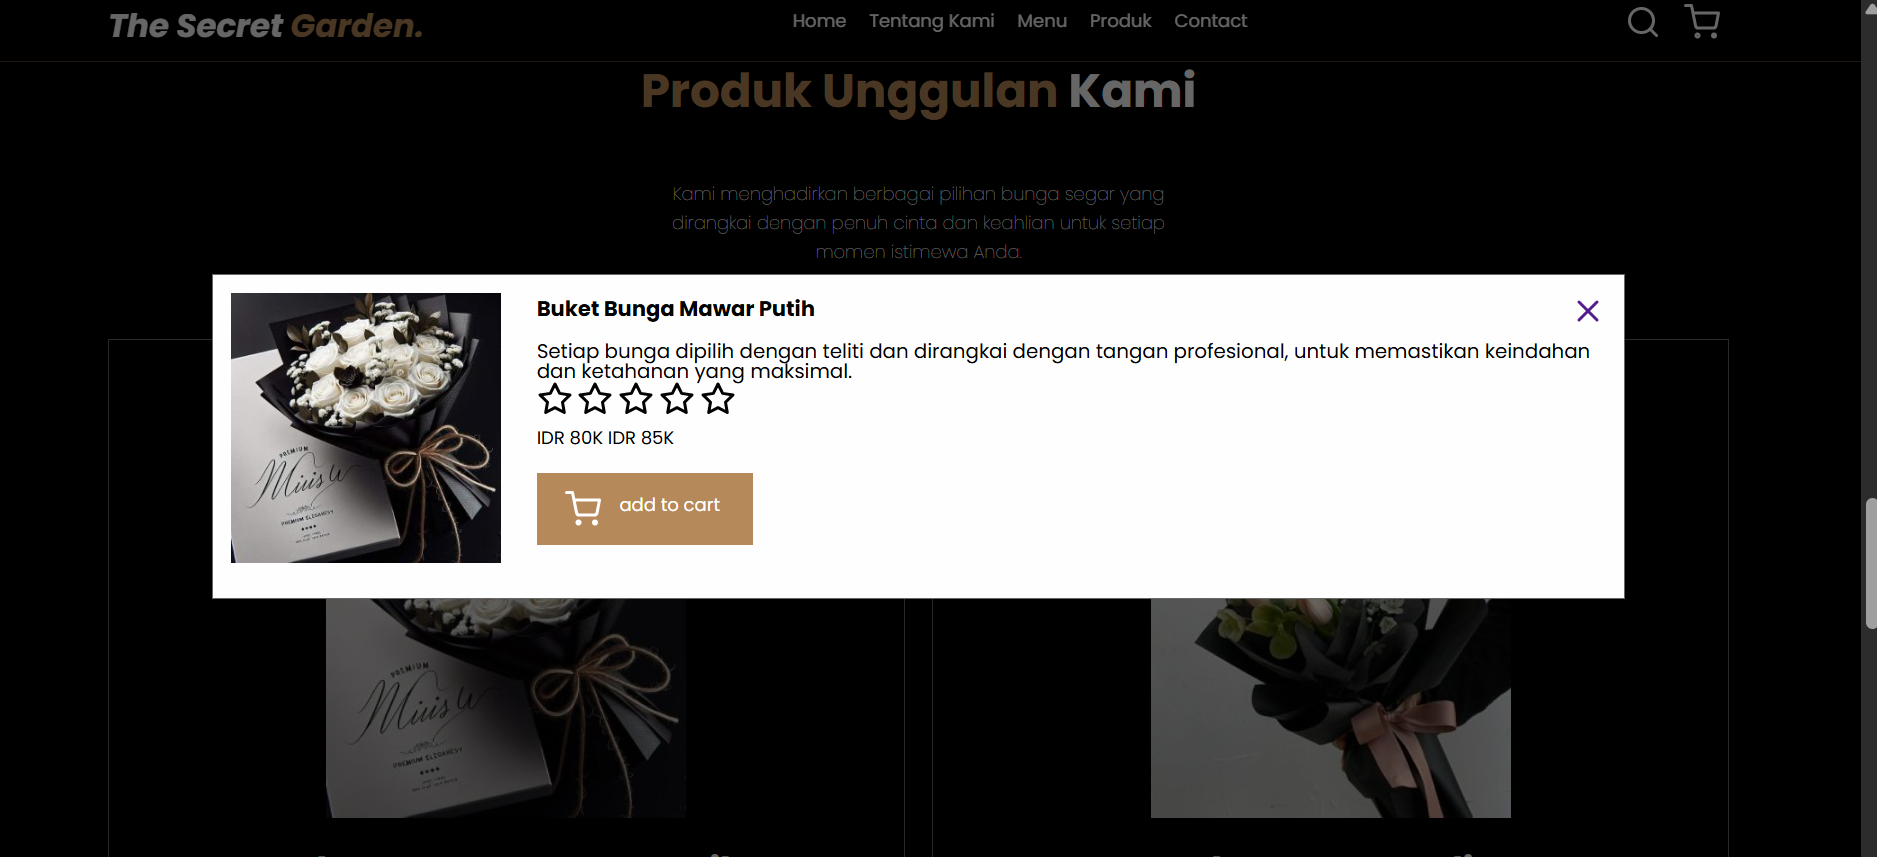 The Secret Garden.
Home Tentang Kami Menu Produk Contact
Produk Unggulan Kami
Kami menghadirkan berbagai pilihan bunga segar yang
dirangkai dengan penuh cinta dan keahlian untuk setiap
momen istimewa Anda.
Buket Bunga Mawar Putih
Setiap bunga dipilih dengan teliti dan dirangkai dengan tangan profesional, untuk memastikan keindahan
dan ketahanan yang maksimal.
IDR 80K IDR 85K
add to cart
PREMIUM
PREMIUM